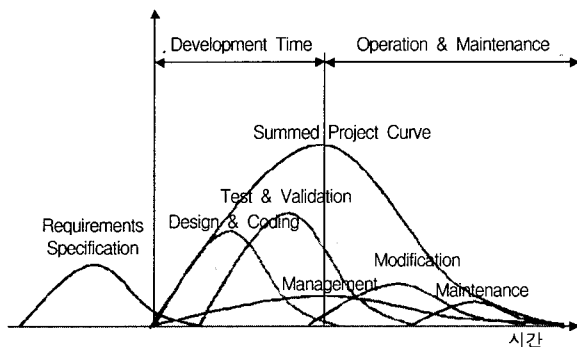 Development Time
Operation & Maintenance
Summed Project Curve
Test & Validation
Design & Coding
Requirements
Specification
Modification
Management
Maintenance
시간